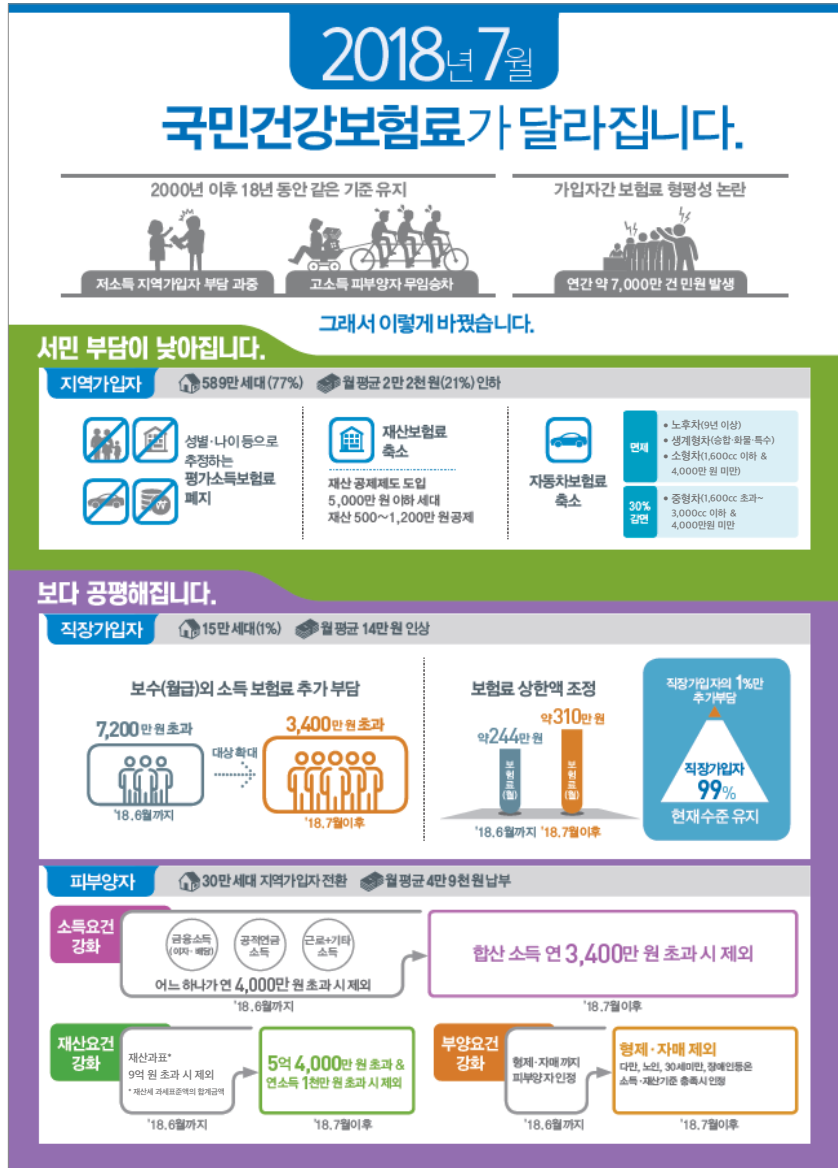 2018년 7월
국민건강보험료가 달라집니다.
2000년 이후 18년 동안 같은 기준 유지
가입자간 보험료 형평성 논란
저소득 지역가입자 부담 과중
고소득 피부양자 무임승차
연간 약 7,000만 건 민원 발생
그래서 이렇게 바꿨습니다.
서민 부담이 낮아집니다.
지역가입자
589만 세대(77%)
월평균 2만 2천 원(21%) 인하
성별·나이 등으로
추정하는
평가소득보험료
폐지
재산보험료
축소
재산 공제제도 도입
5,000만 원 이하 세대
재산 500~1,200만 원 공제
자동차보험료
축소
면제
• 노후차(9년 이상)
• 생계형차(승합·화물·특수)
• 소형차(1,600cc 이하 &
4,000만 원 미만)
30%
감면
• 중형차(1,600cc 초과~
3,000cc 이하 &
4,000만원 미만
보다 공평해집니다.
직장가입자
15만 세대(1%)
월평균 14만 원 인상
보수(월급)외 소득 보험료 추가 부담
7,200만 원 초과
'18.6월까지
대상 확대
3,400만 원 초과
'18.7월이후
보험료 상한액 조정
약244만 원
보험료(월)
'18.6월까지
약310만 원
보험료(월)
'18.7월이후
직장가입자의 1%만
추가부담
직장가입자
99%
현재 수준 유지
피부양자
30만 세대 지역가입자 전환
월평균 4만 9천 원 납부
소득요건
강화
금융소득
(이자·배당)
공적연금
소득
근로+기타
소득
어느 하나가 연 4,000만 원 초과 시 제외
'18.6월까지
합산 소득 연 3,400만 원 초과 시 제외
'18.7월이후
재산요건
강화
재산과표*
9억 원 초과 시 제외
* 재산세 과세표준액의 합계금액
'18.6월까지
5억 4,000만 원 초과 &
연소득 1천만 원 초과 시 제외
'18.7월이후
부양요건
강화
형제·자매 까지
피부양자 인정
'18.6월까지
형제·자매 제외
다만, 노인, 30세미만, 장애인등은
소득·재산기준 충족시 인정
'18.7월이후